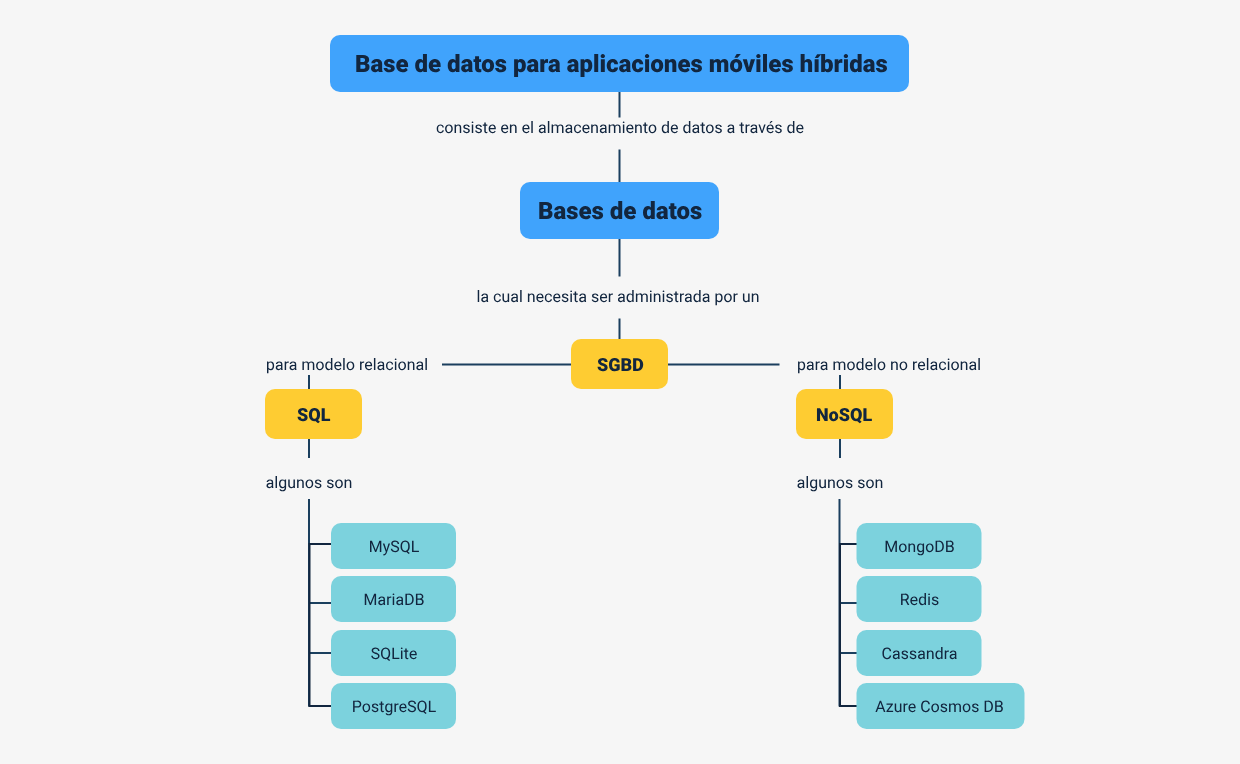 Base de datos para aplicaciones móviles híbridas
consiste en el almacenamiento de datos a través de
Bases de datos
la cual necesita ser administrada por un
para modelo relacional
SGBD
para modelo no relacional
SQL
NoSQL
algunos son
algunos son
MySQL
MongoDB
MariaDB
Redis
SQLite
Cassandra
PostgreSQL
Azure Cosmos DB